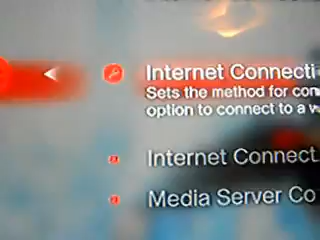 Internet Connecti
Sets the method for con
option to connect to a w
Internet Connect
Media Server Co